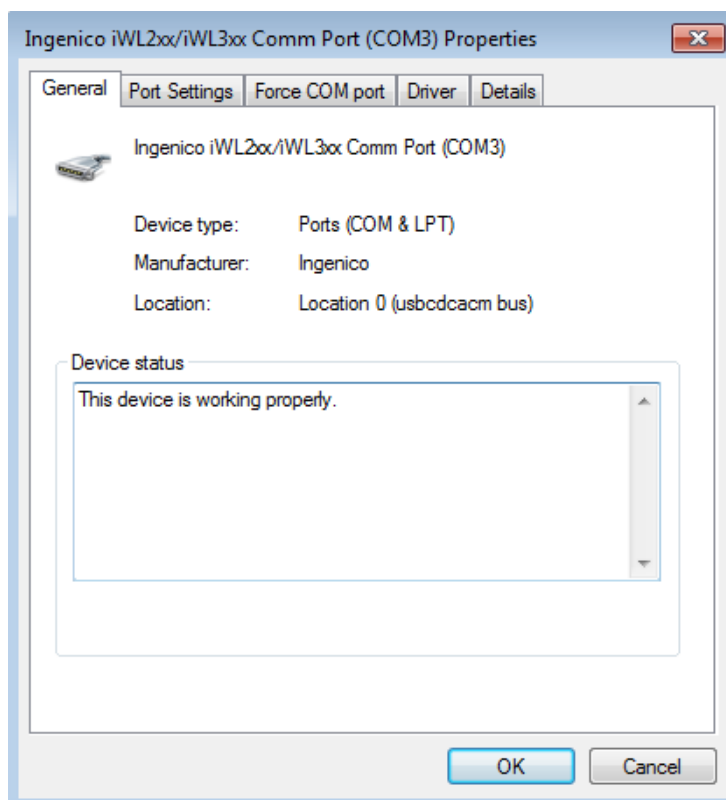 Ingenico iWL2xx/iWL3xx Comm Port (COM3) Properties
General Port Settings Force COM port Driver Details
Ingenico iWL2xx/iWL3xx Comm Port (COM3)
Device type: Ports (COM & LPT)
Manufacturer: Ingenico
Location: Location 0 (usbcdcacm bus)
Device status
This device is working properly.
OK Cancel